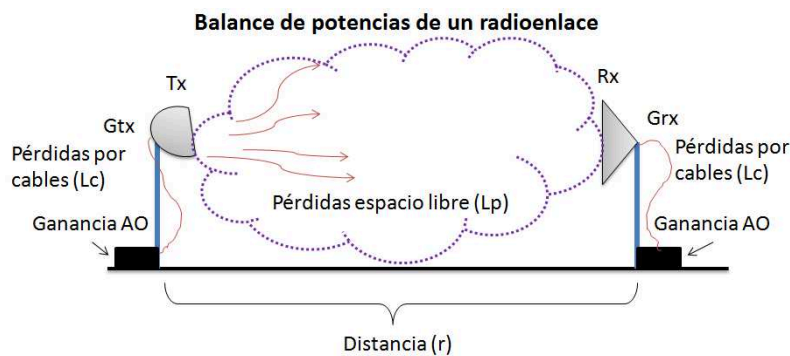 Balance de potencias de un radioenlace
Tx
Rx
Gtx
Grx
Pérdidas por
cables (Lc)
Pérdidas por
cables (Lc)
Pérdidas espacio libre (Lp)
Ganancia AO
Ganancia AO
Distancia (r)